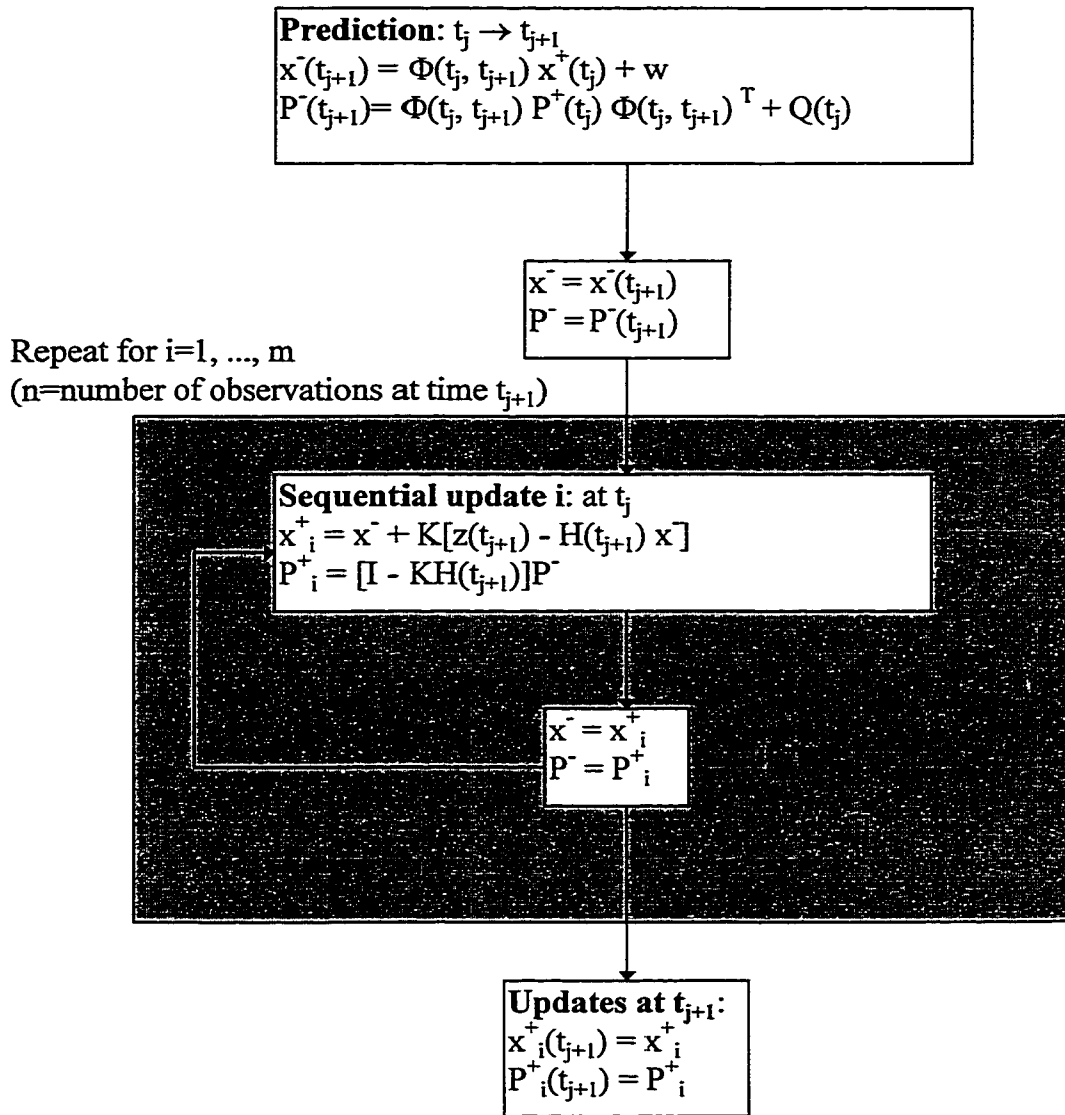 Prediction: tj → tj+1
x⁻(tj+1) = Φ(tj, tj+1) x⁺(tj) + w
P⁻(tj+1)= Φ(tj, tj+1) P⁺(tj) Φ(tj, tj+1) ᵀ + Q(tj)
x⁻ = x⁻(tj+1)
P⁻ = P⁻(tj+1)
Repeat for i=1, ..., m
(n=number of observations at time tj+1)
Sequential update i: at tj
x⁺i = x⁻ + K[z(tj+1) - H(tj+1) x⁻]
P⁺i = [I - KH(tj+1)]P⁻
x⁻ = x⁺i
P⁻ = P⁺i
Updates at tj+1:
x⁺i(tj+1) = x⁺i
P⁺i(tj+1) = P⁺i